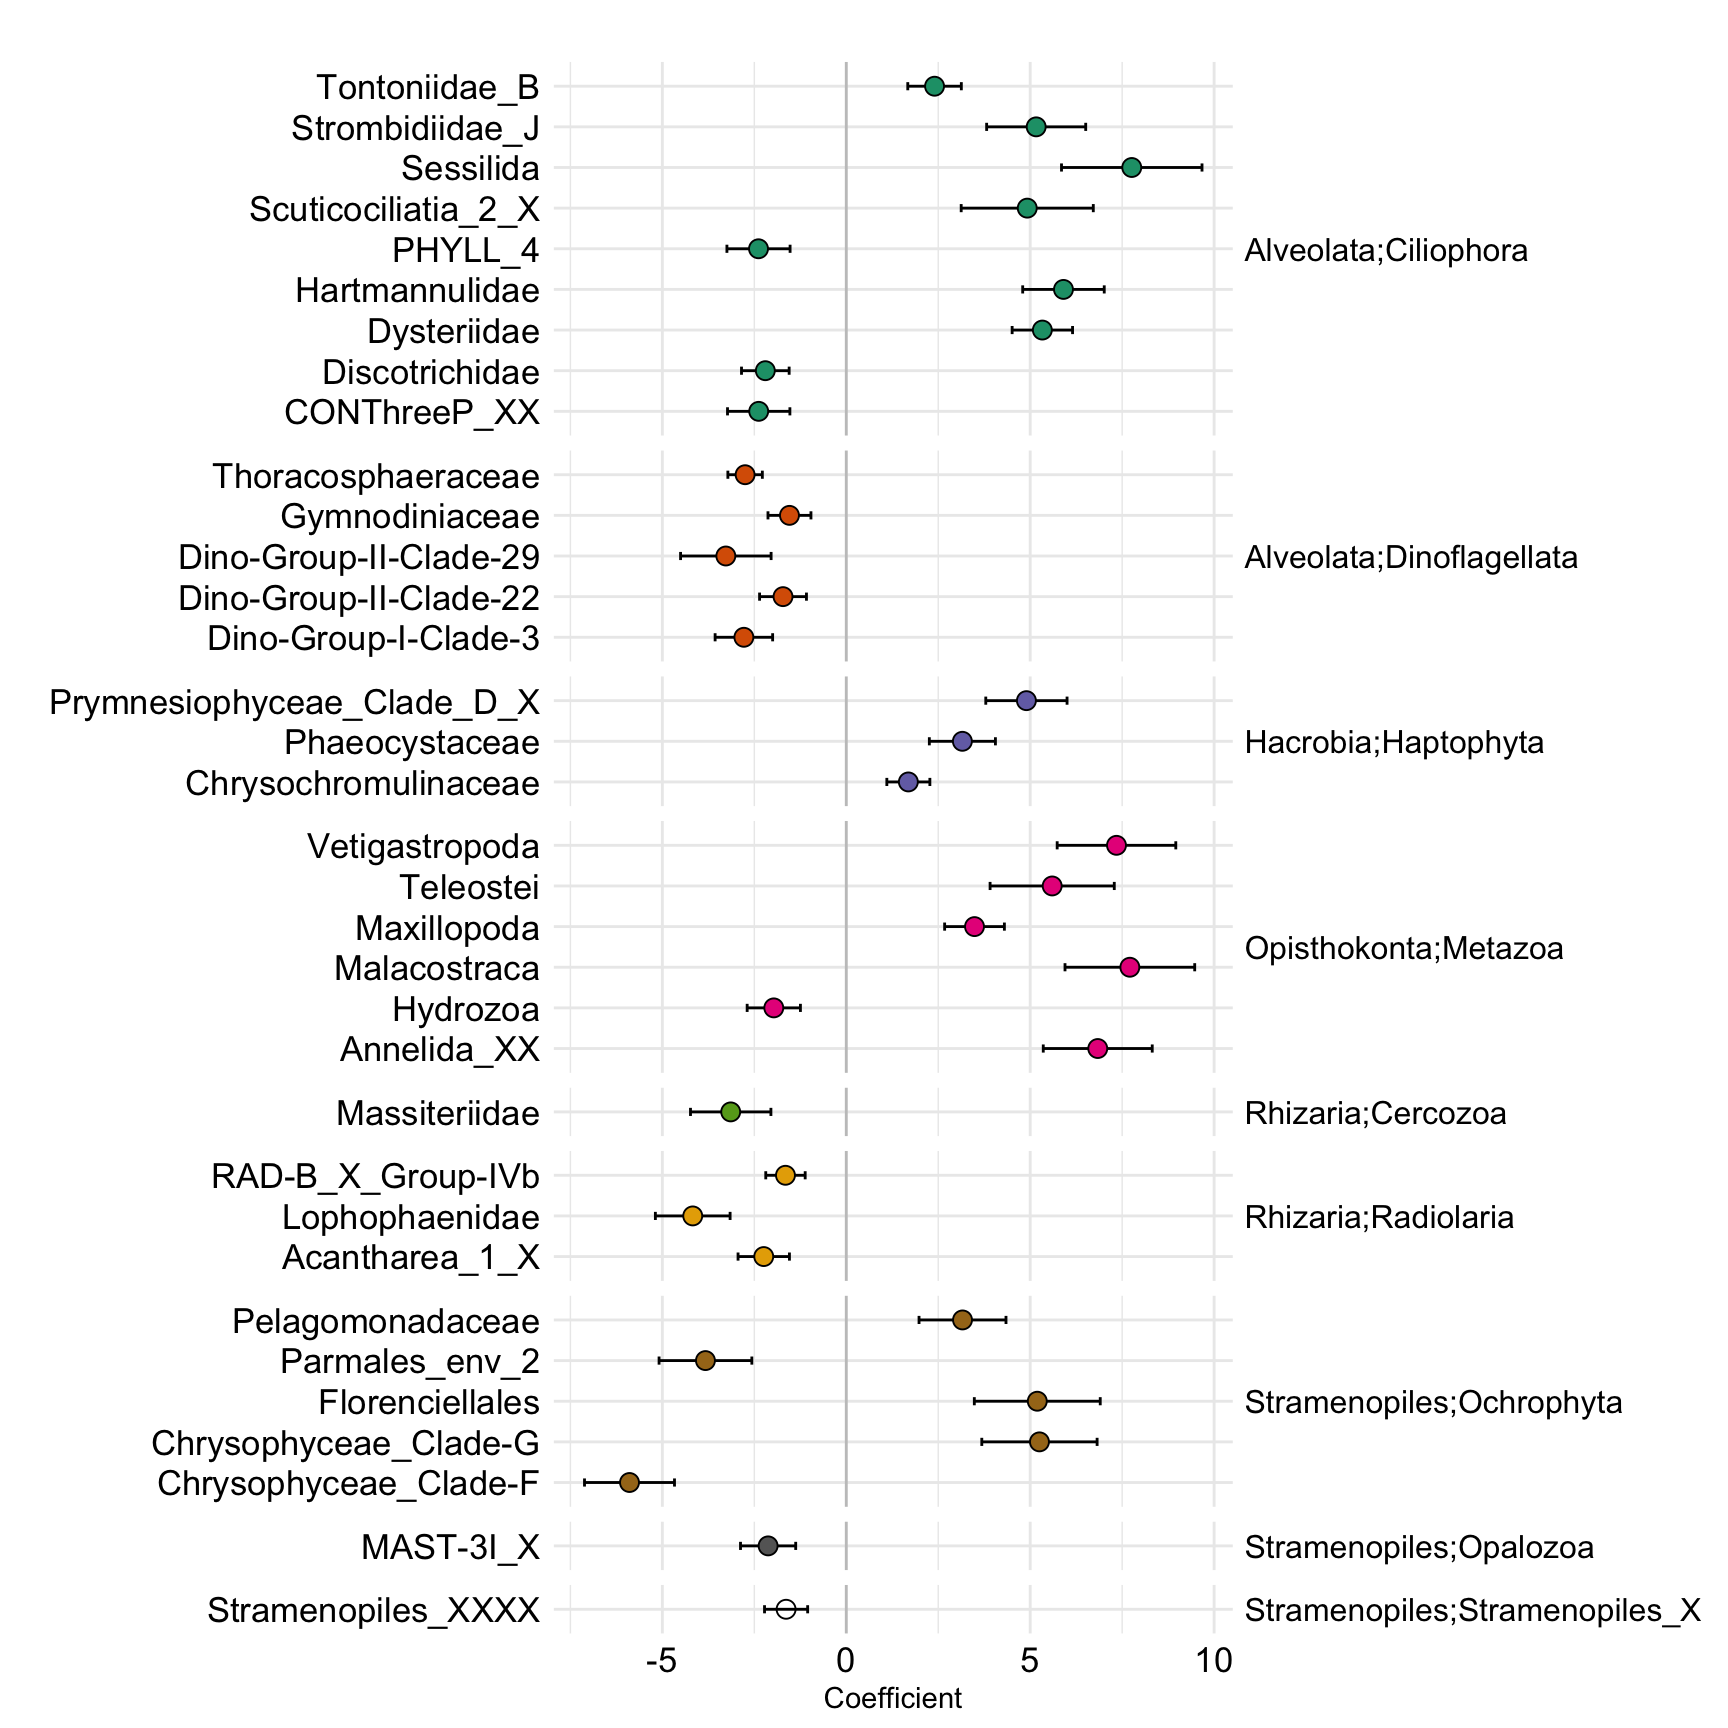 Tontoniidae_B
Strombidiidae_J
Sessilida
Scuticociliatia_2_X
PHYLL_4
Hartmannulidae
Dysteriidae
Discotrichidae
CONThreeP_XX
Alveolata;Ciliophora
Thoracosphaeraceae
Gymnodiniaceae
Dino-Group-II-Clade-29
Dino-Group-II-Clade-22
Dino-Group-I-Clade-3
Alveolata;Dinoflagellata
Prymnesiophyceae_Clade_D_X
Phaeocystaceae
Chrysochromulinaceae
Hacrobia;Haptophyta
Vetigastropoda
Teleostei
Maxillopoda
Malacostraca
Hydrozoa
Annelida_XX
Opisthokonta;Metazoa
Massiteriidae
Rhizaria;Cercozoa
RAD-B_X_Group-IVb
Lophophaenidae
Acantharea_1_X
Rhizaria;Radiolaria
Pelagomonadaceae
Parmales_env_2
Florenciellales
Chrysophyceae_Clade-G
Chrysophyceae_Clade-F
Stramenopiles;Ochrophyta
MAST-3I_X
Stramenopiles;Opalozoa
Stramenopiles_XXXX
Stramenopiles;Stramenopiles_X
-5 0 5 10
Coefficient